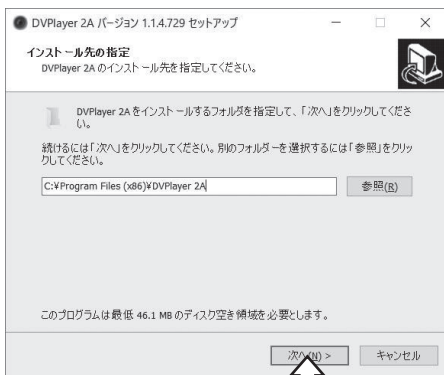 DVPlayer 2A バージョン 1.1.4.729 セットアップ
インストール先の指定
DVPlayer 2A のインストール先を指定してください。
DVPlayer 2A をインストールするフォルダを指定して、「次へ」をクリックしてくださ
い。
続けるには「次へ」をクリックしてください。別のフォルダーを選択するには「参照」をクリッ
クしてください。
C:¥Program Files (x86)¥DVPlayer 2A
参照(R)
このプログラムは最低 46.1 MB のディスク空き領域を必要とします。
次へ(N) >
キャンセル